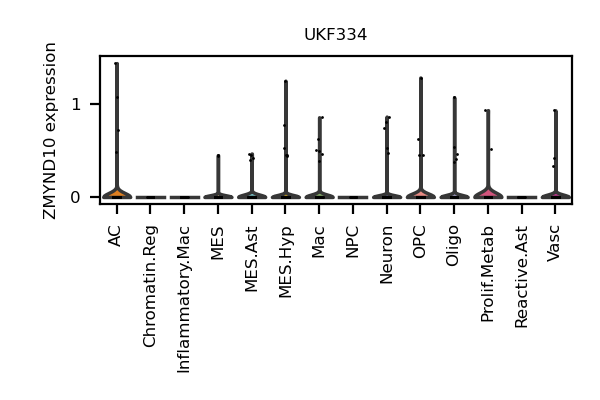 UKF334
ZMYND10 expression
1
0
AC
Chromatin.Reg
Inflammatory.Mac
MES
MES.Ast
MES.Hyp
Mac
NPC
Neuron
OPC
Oligo
Prolif.Metab
Reactive.Ast
Vasc